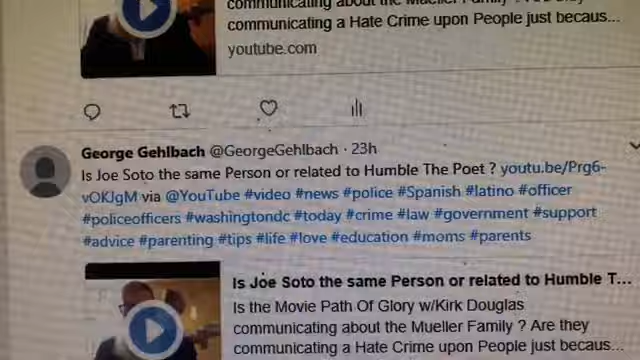 communicating about the Mueller Family ?
communicating a Hate Crime upon People just becaus...
youtube.com
George Gehlbach @GeorgeGehlbach · 23h
Is Joe Soto the same Person or related to Humble The Poet ? youtu.be/Prg6-
vOKJgM via @YouTube #video #news #police #Spanish #latino #officer
#policeofficers #washingtondc #today #crime #law #government #support
#advice #parenting #tips #life #love #education #moms #parents
Is Joe Soto the same Person or related to Humble T...
Is the Movie Path Of Glory w/Kirk Douglas
communicating about the Mueller Family ? Are they
communicating a Hate Crime upon People just becaus...